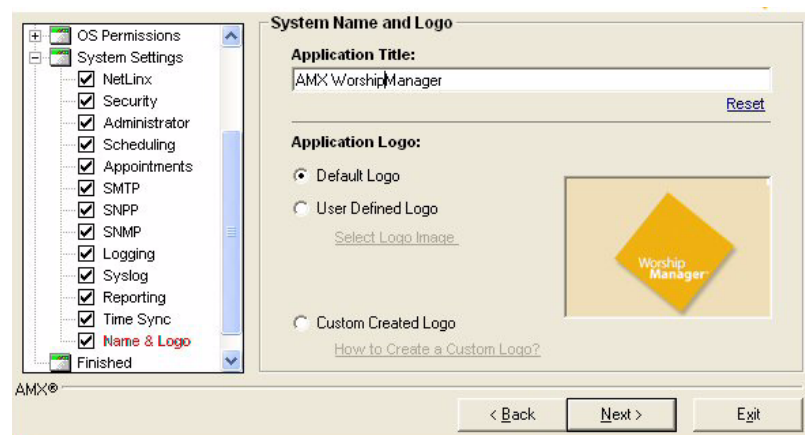 OS Permissions
System Settings
NetLinx
Security
Administrator
Scheduling
Appointments
SMTP
SNPP
SNMP
Logging
Syslog
Reporting
Time Sync
Name & Logo
Finished
System Name and Logo
Application Title:
AMX WorshipManager
Reset
Application Logo:
Default Logo
User Defined Logo
Select Logo Image
Worship
Manager™
Custom Created Logo
How to Create a Custom Logo?
AMX®
< Back
Next >
Exit